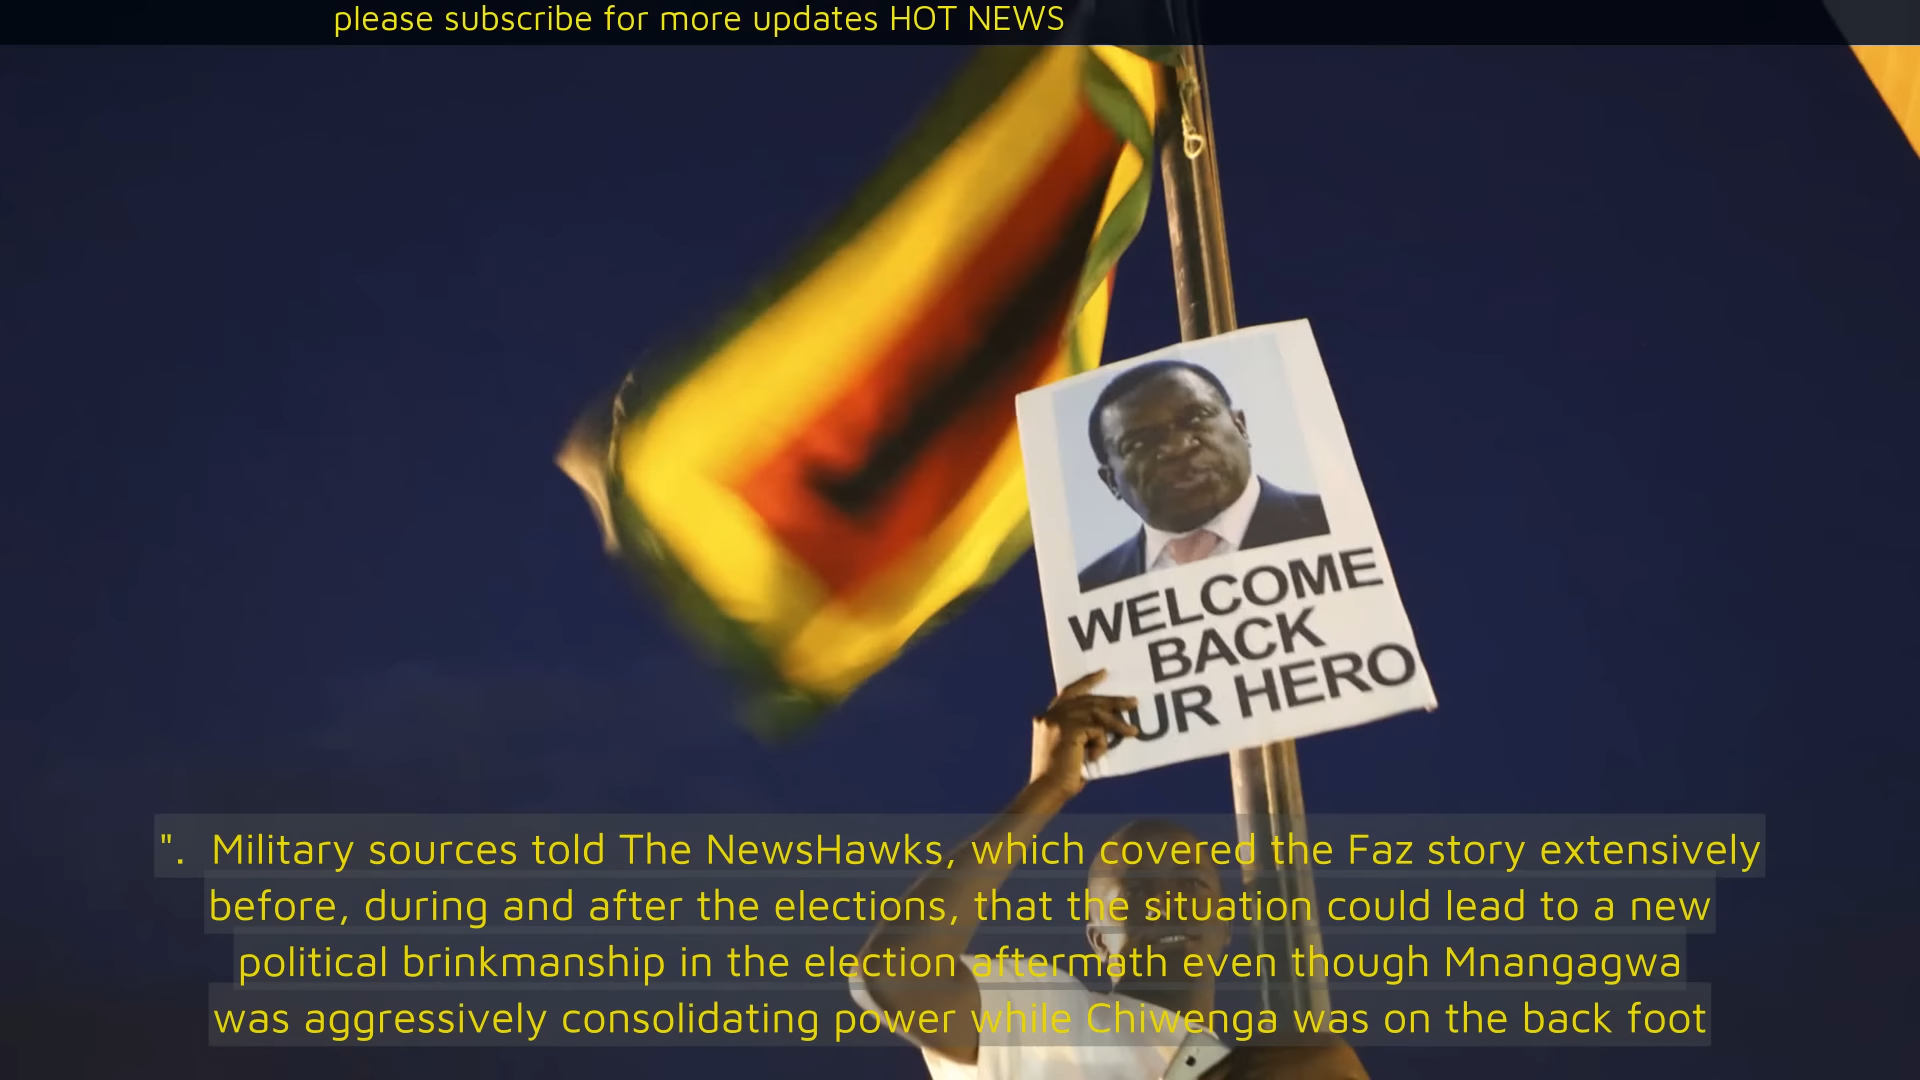 please subscribe for more updates HOT NEWS
WELCOME
BACK
OUR HERO
". Military sources told The NewsHawks, which covered the Faz story extensively
before, during and after the elections, that the situation could lead to a new
political brinkmanship in the election aftermath even though Mnangagwa
was aggressively consolidating power while Chiwenga was on the back foot